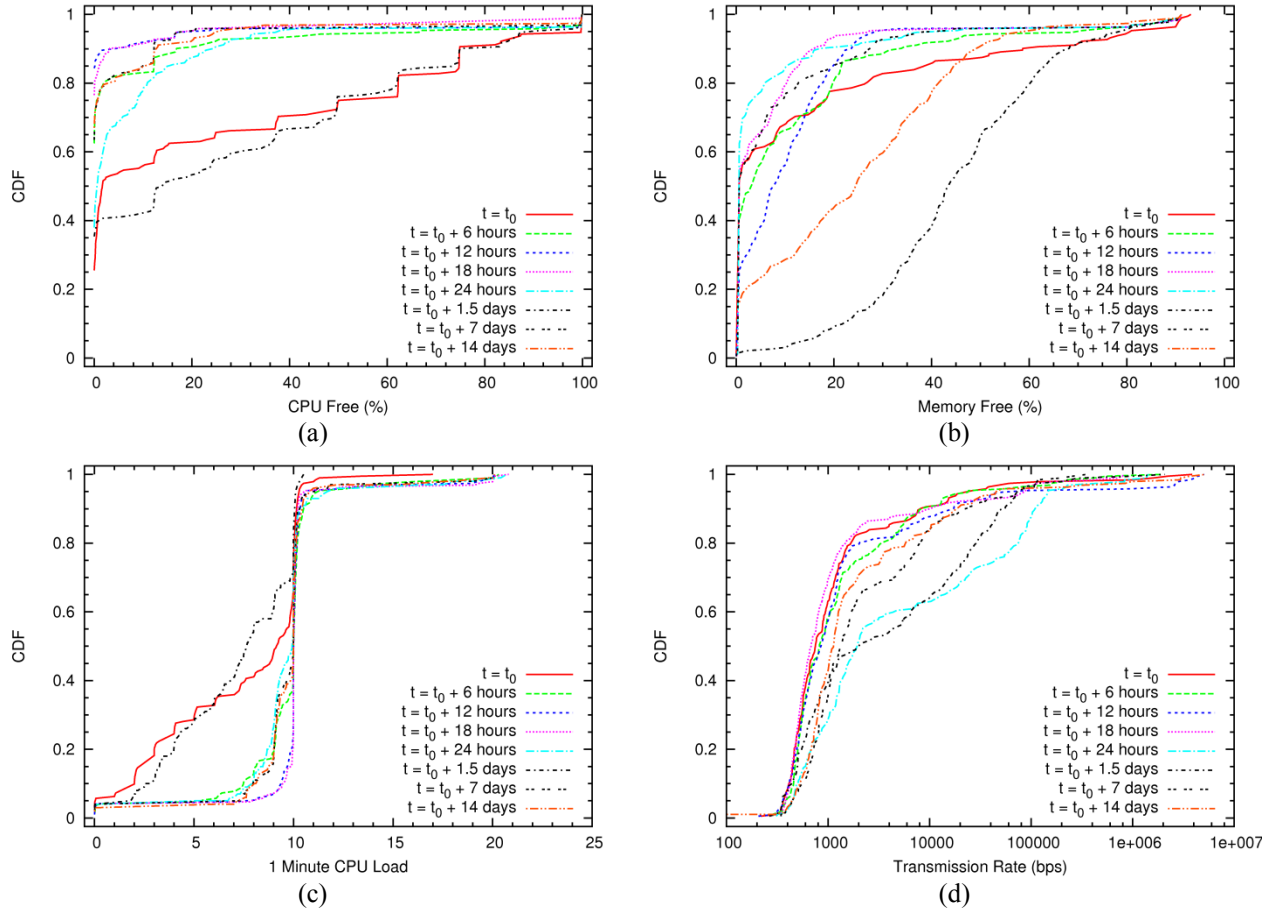 1
0.8
0.6
0.4
0.2
0
CDF
t = t0
t = t0 + 6 hours
t = t0 + 12 hours
t = t0 + 18 hours
t = t0 + 24 hours
t = t0 + 1.5 days
t = t0 + 7 days
t = t0 + 14 days
0 20 40 60 80 100
CPU Free (%)
(a)
1
0.8
0.6
0.4
0.2
0
CDF
t = t0
t = t0 + 6 hours
t = t0 + 12 hours
t = t0 + 18 hours
t = t0 + 24 hours
t = t0 + 1.5 days
t = t0 + 7 days
t = t0 + 14 days
0 20 40 60 80 100
Memory Free (%)
(b)
1
0.8
0.6
0.4
0.2
0
CDF
t = t0
t = t0 + 6 hours
t = t0 + 12 hours
t = t0 + 18 hours
t = t0 + 24 hours
t = t0 + 1.5 days
t = t0 + 7 days
t = t0 + 14 days
0 5 10 15 20 25
1 Minute CPU Load
(c)
1
0.8
0.6
0.4
0.2
0
CDF
t = t0
t = t0 + 6 hours
t = t0 + 12 hours
t = t0 + 18 hours
t = t0 + 24 hours
t = t0 + 1.5 days
t = t0 + 7 days
t = t0 + 14 days
100 1000 10000 100000 1e+006 1e+007
Transmission Rate (bps)
(d)